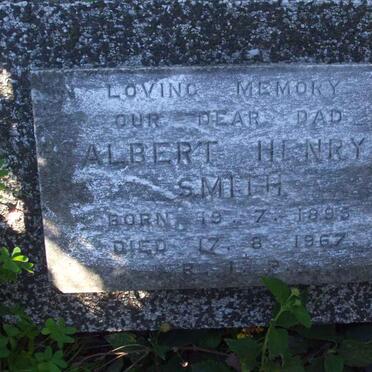 LOVING MEMORY
OUR DEAR DAD
ALBERT HENRY
SMITH
BORN 19. 7. 1895
DIED 17. 8. 1967.
R. I. P.